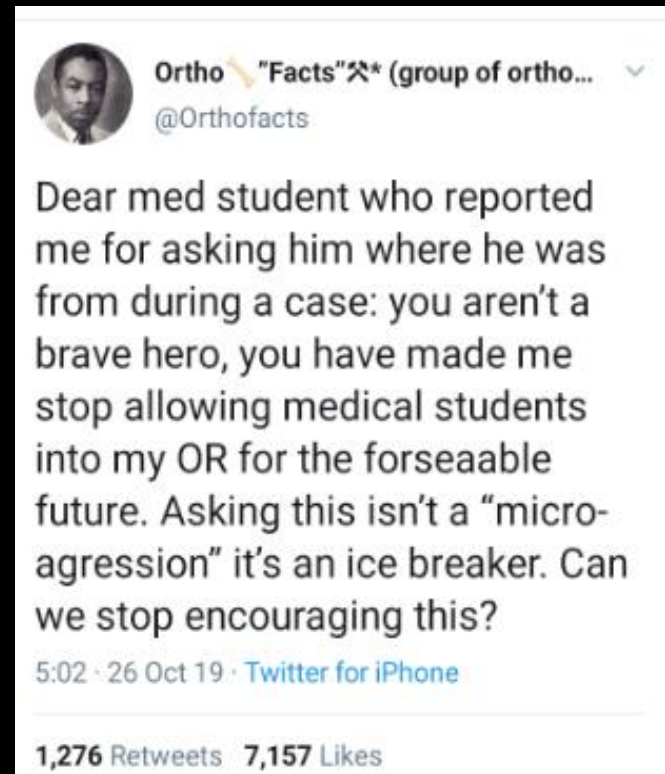 Ortho🦴"Facts"⚒* (group of ortho...
@Orthofacts
Dear med student who reported
me for asking him where he was
from during a case: you aren't a
brave hero, you have made me
stop allowing medical students
into my OR for the forseaable
future. Asking this isn't a “micro-
agression” it's an ice breaker. Can
we stop encouraging this?
5:02 · 26 Oct 19 · Twitter for iPhone
1,276 Retweets 7,157 Likes